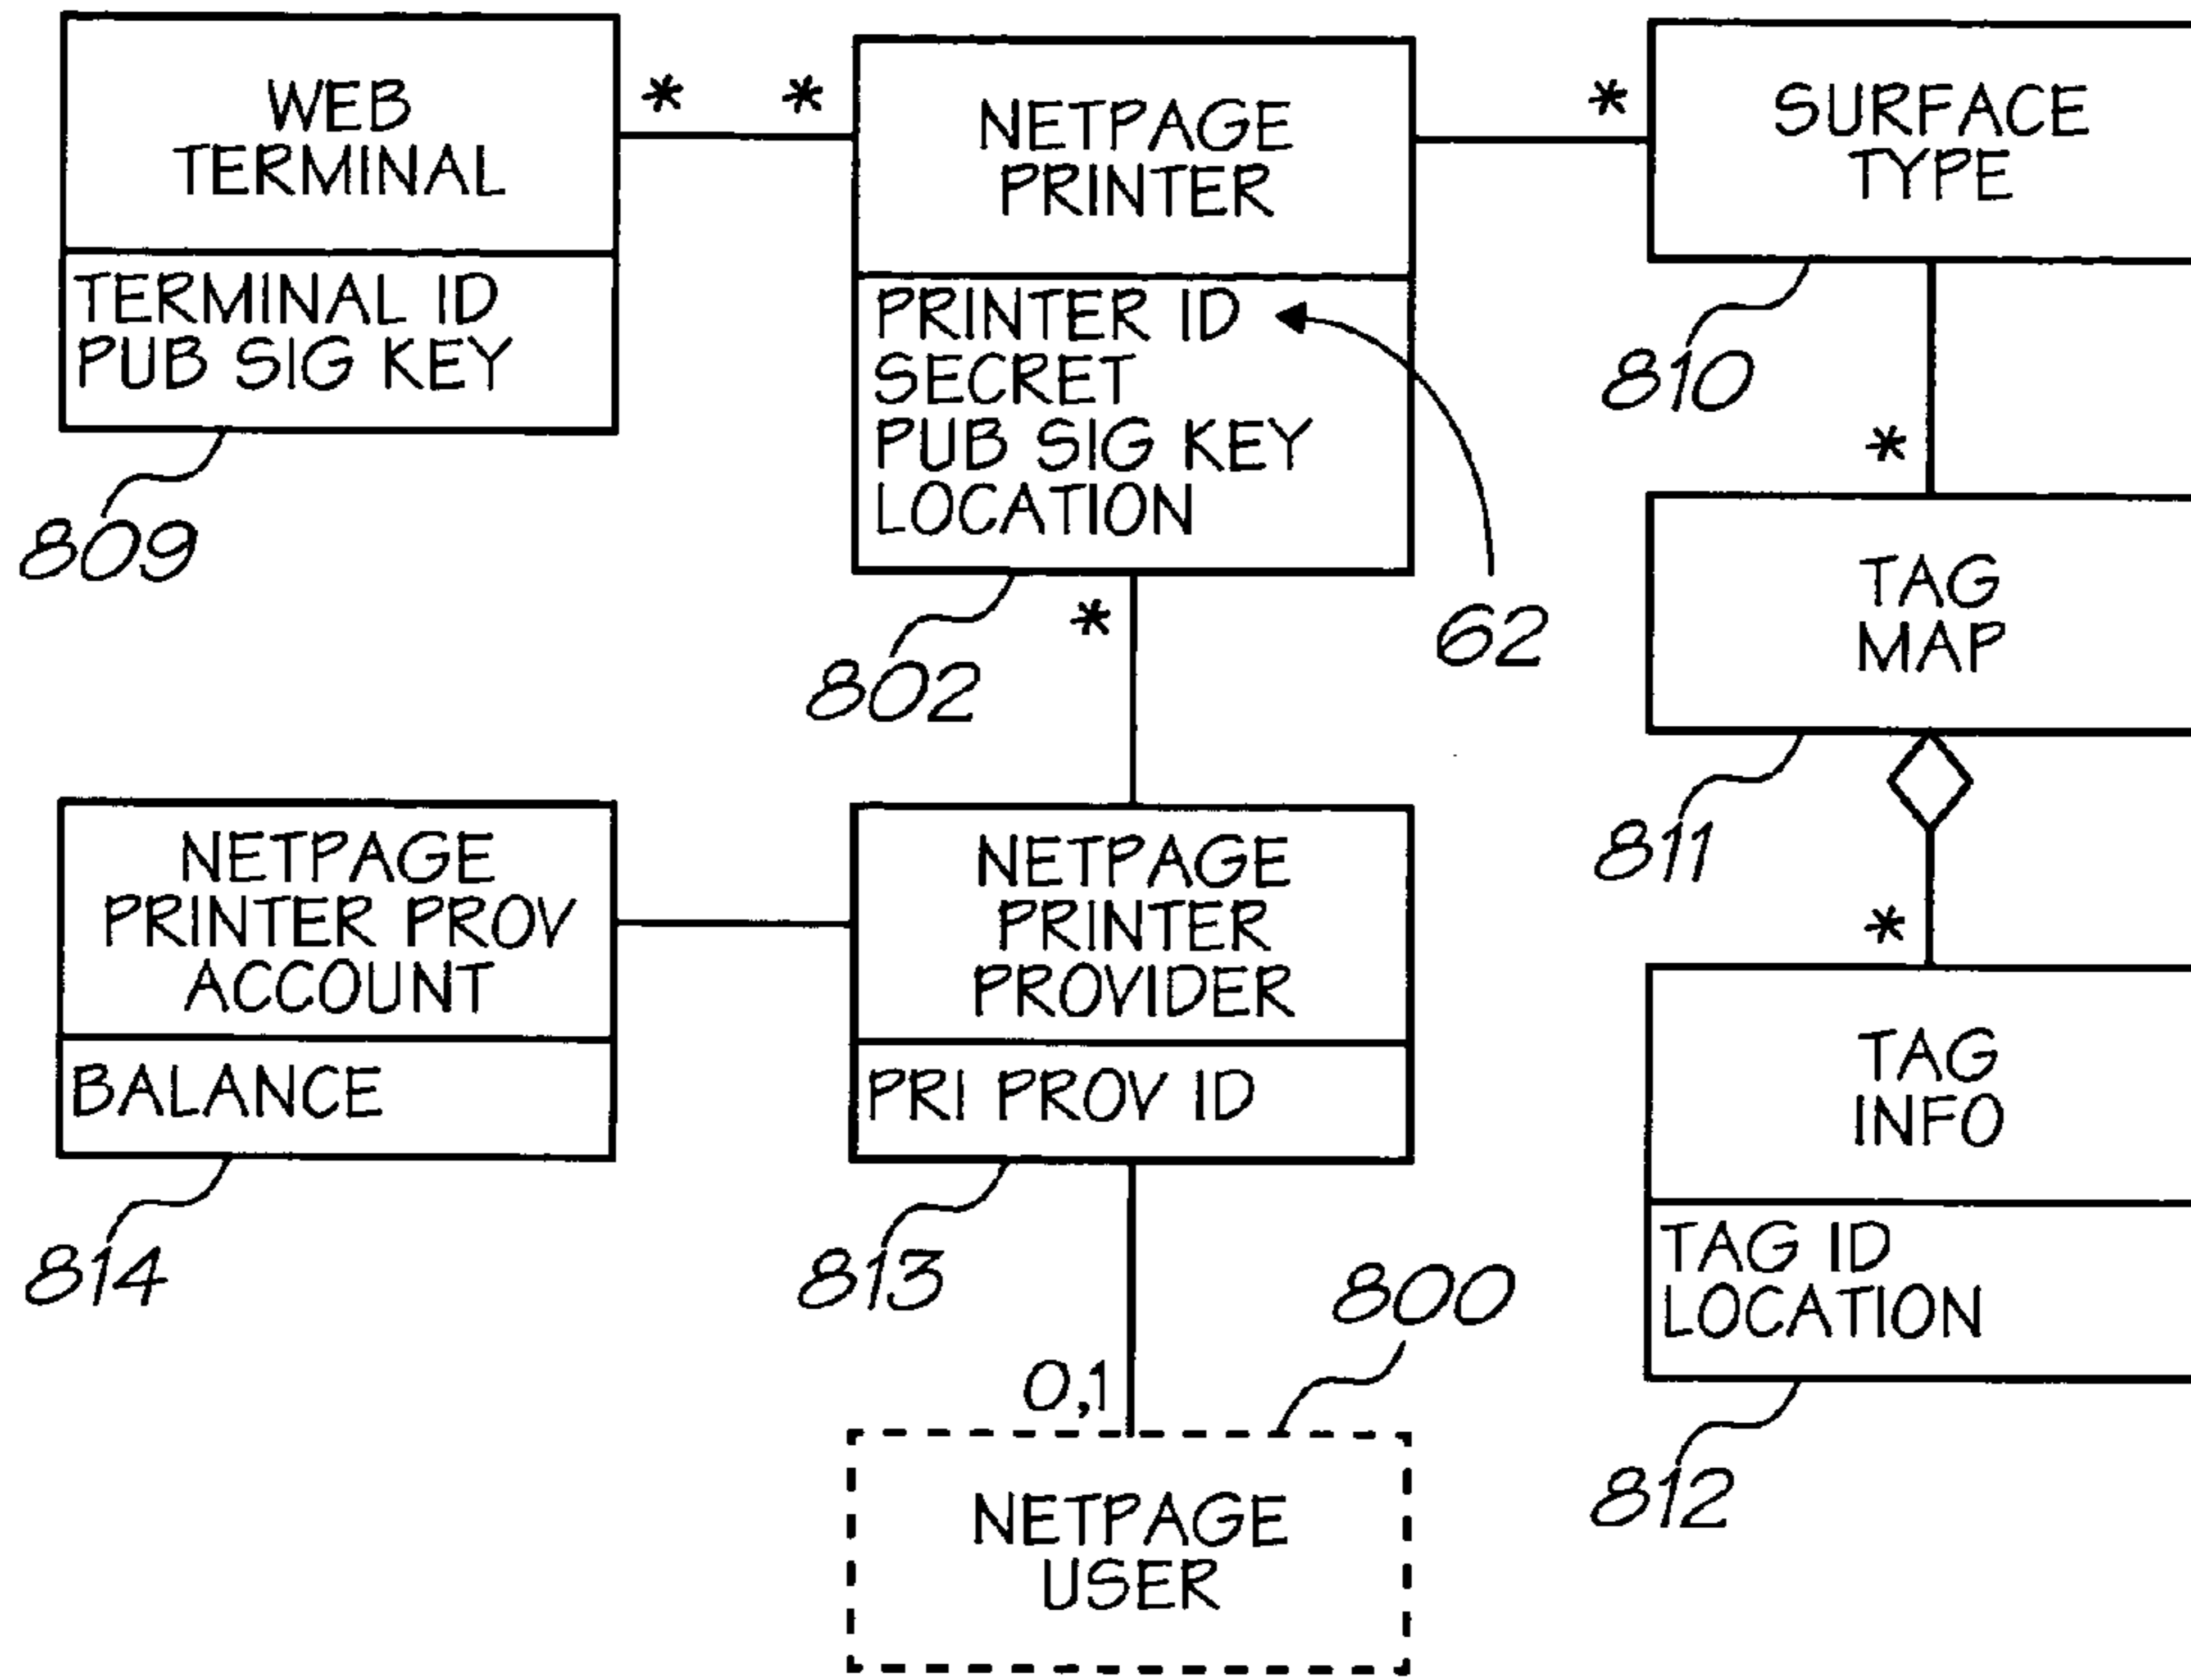 WEB
TERMINAL
TERMINAL ID
PUB SIG KEY
809
*
*
NETPAGE
PRINTER
PRINTER ID
SECRET
PUB SIG KEY
LOCATION
62
802
*
*
SURFACE
TYPE
810
*
TAG
MAP
811
*
TAG
INFO
TAG ID
LOCATION
812
NETPAGE
PRINTER PROV
ACCOUNT
BALANCE
814
NETPAGE
PRINTER
PROVIDER
PRI PROV ID
813
800
0,1
NETPAGE
USER